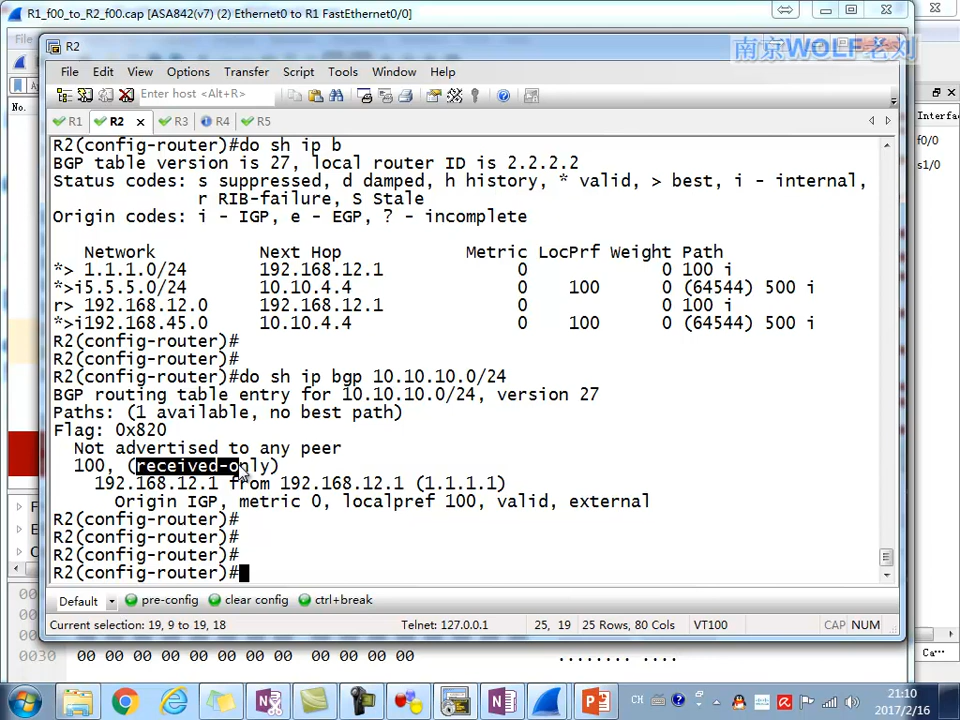 R1_f00_to_R2_f00.cap [ASA842(v7) (2) Ethernet0 to R1 FastEthernet0/0]
南京WOLF老刘
R2
File Edit View Options Transfer Script Tools Window Help
Enter host <Alt+R>
R1 R2 R3 R4 R5
No.
Interfa
f0/0
s1/0
R2(config-router)#do sh ip b
BGP table version is 27, local router ID is 2.2.2.2
Status codes: s suppressed, d damped, h history, * valid, > best, i - internal,
r RIB-failure, S Stale
Origin codes: i - IGP, e - EGP, ? - incomplete
Network Next Hop Metric LocPrf Weight Path
*> 1.1.1.0/24 192.168.12.1 0 0 100 i
*>i5.5.5.0/24 10.10.4.4 0 100 0 (64544) 500 i
r> 192.168.12.0 192.168.12.1 0 0 100 i
*>i192.168.45.0 10.10.4.4 0 100 0 (64544) 500 i
R2(config-router)#
R2(config-router)#
R2(config-router)#do sh ip bgp 10.10.10.0/24
BGP routing table entry for 10.10.10.0/24, version 27
Paths: (1 available, no best path)
Flag: 0x820
Not advertised to any peer
100, (received-only)
192.168.12.1 from 192.168.12.1 (1.1.1.1)
Origin IGP, metric 0, localpref 100, valid, external
R2(config-router)#
R2(config-router)#
R2(config-router)#
R2(config-router)#
Default pre-config clear config ctrl+break
Current selection: 19, 9 to 19, 18 Telnet: 127.0.0.1 25, 19 25 Rows, 80 Cols VT100 CAP NUM
0030 00 00 00 00 00 00 00 00 00 00 ........ ....
Ca…
CH
21:10
2017/2/16